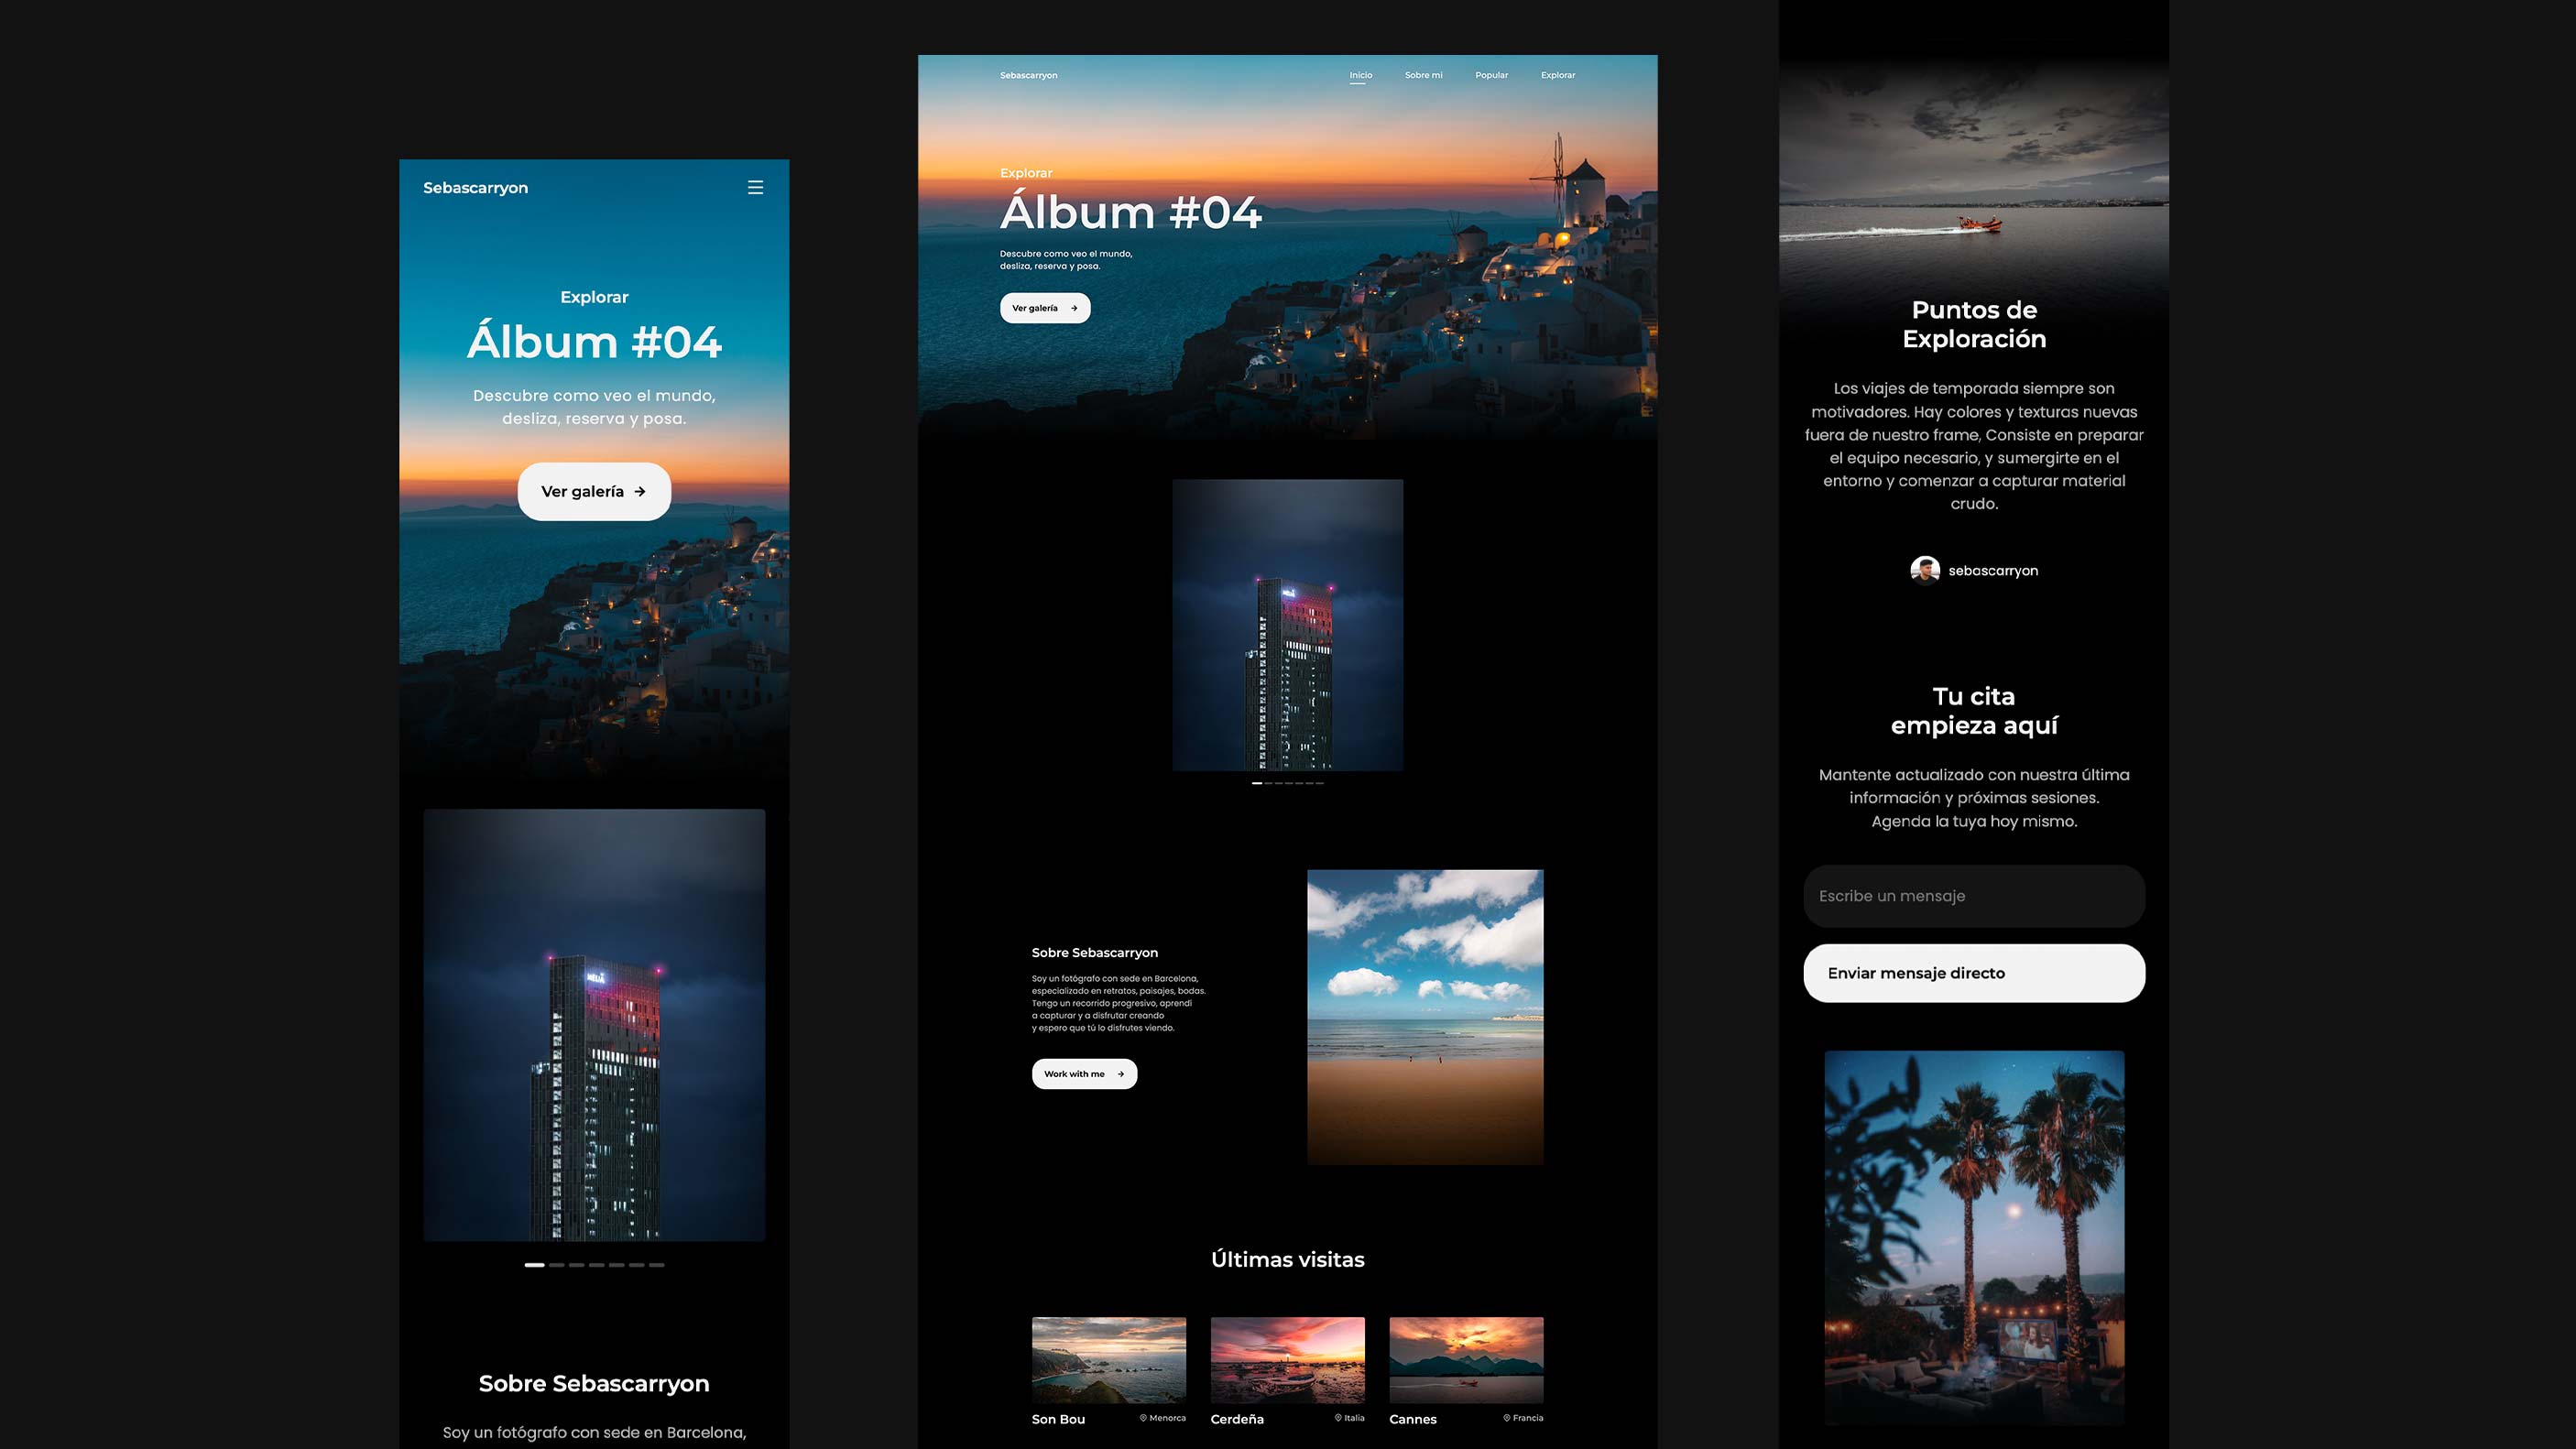 Sebascarryon
Explorar
Álbum #04
Descubre como veo el mundo,
desliza, reserva y posa.
Ver galería
MELIÁ
Sobre Sebascarryon
Soy un fotógrafo con sede en Barcelona,
Sebascarryon
Inicio
Sobre mi
Popular
Explorar
Explorar
Álbum #04
Descubre como veo el mundo,
desliza, reserva y posa.
Ver galería
Sobre Sebascarryon
Soy un fotógrafo con sede en Barcelona,
especializado en retratos, paisajes, bodas.
Tengo un recorrido progresivo, aprendí
a capturar y a disfrutar creando
y espero que tú lo disfrutes viendo.
Work with me
Últimas visitas
Son Bou
Menorca
Cerdeña
Italia
Cannes
Francia
Puntos de
Exploración
Los viajes de temporada siempre son
motivadores. Hay colores y texturas nuevas
fuera de nuestro frame, Consiste en preparar
el equipo necesario, y sumergirte en el
entorno y comenzar a capturar material
crudo.
sebascarryon
Tu cita
empieza aquí
Mantente actualizado con nuestra última
información y próximas sesiones.
Agenda la tuya hoy mismo.
Escribe un mensaje
Enviar mensaje directo